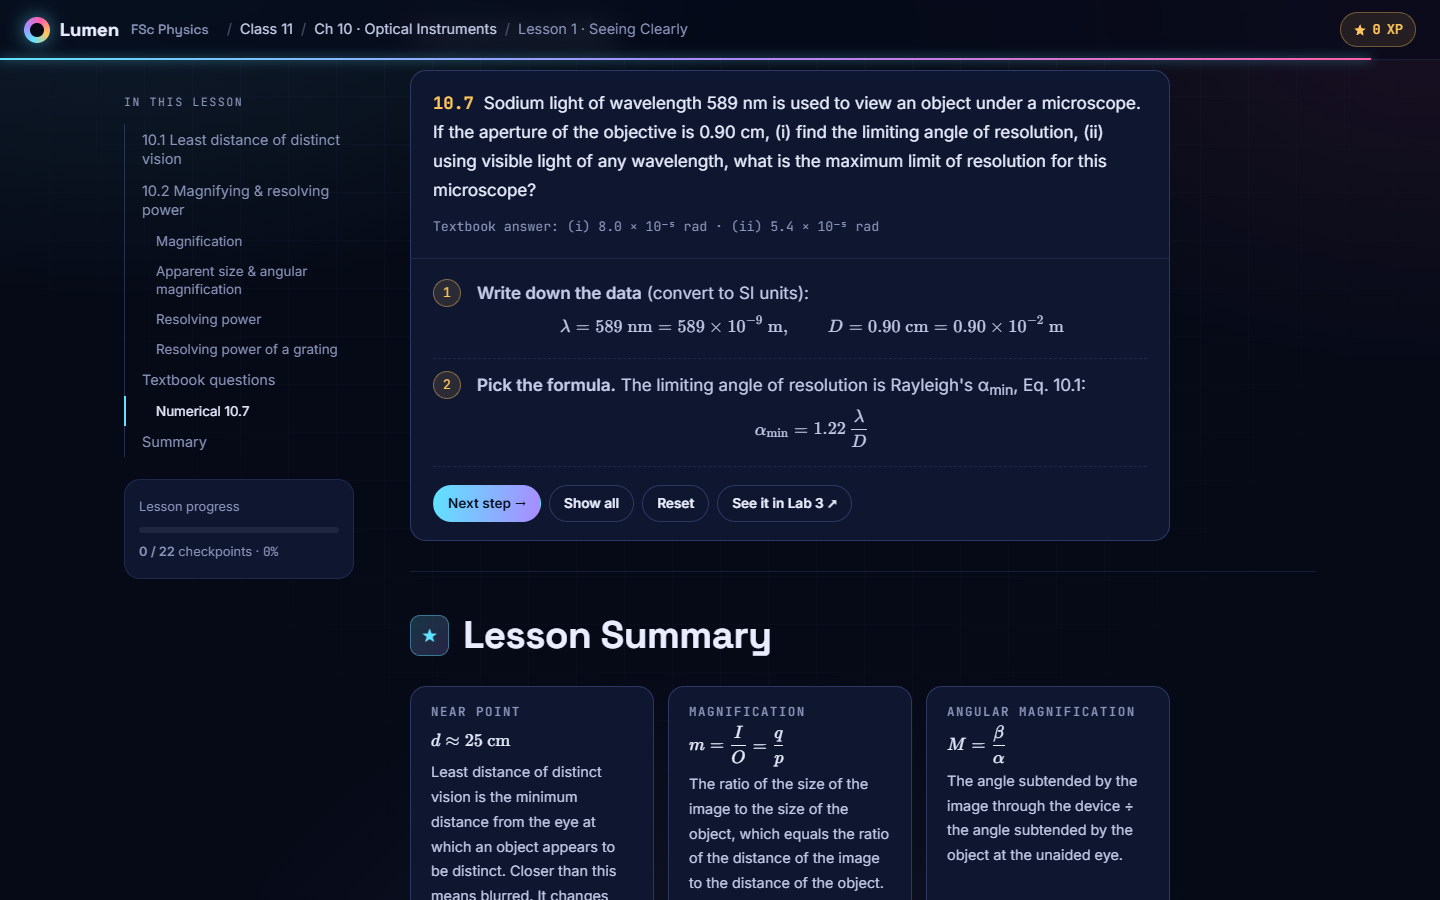 Lumen FSc Physics / Class 11 / Ch 10 · Optical Instruments / Lesson 1 · Seeing Clearly
★ 0 XP
IN THIS LESSON
10.1 Least distance of distinct
vision
10.2 Magnifying & resolving
power
Magnification
Apparent size & angular
magnification
Resolving power
Resolving power of a grating
Textbook questions
Numerical 10.7
Summary
Lesson progress
0 / 22 checkpoints · 0%
10.7 Sodium light of wavelength 589 nm is used to view an object under a microscope.
If the aperture of the objective is 0.90 cm, (i) find the limiting angle of resolution, (ii)
using visible light of any wavelength, what is the maximum limit of resolution for this
microscope?
Textbook answer: (i) 8.0 × 10⁻⁵ rad · (ii) 5.4 × 10⁻⁵ rad
1 Write down the data (convert to SI units):
λ = 589 nm = 589 × 10⁻⁹ m, D = 0.90 cm = 0.90 × 10⁻² m
2 Pick the formula. The limiting angle of resolution is Rayleigh's αmin, Eq. 10.1:
αmin = 1.22 λ/D
Next step → Show all Reset See it in Lab 3 ↗
★ Lesson Summary
NEAR POINT
d ≈ 25 cm
Least distance of distinct
vision is the minimum
distance from the eye at
which an object appears to
be distinct. Closer than this
means blurred. It changes
MAGNIFICATION
m = I/O = q/p
The ratio of the size of the
image to the size of the
object, which equals the ratio
of the distance of the image
to the distance of the object.
ANGULAR MAGNIFICATION
M = β/α
The angle subtended by the
image through the device ÷
the angle subtended by the
object at the unaided eye.